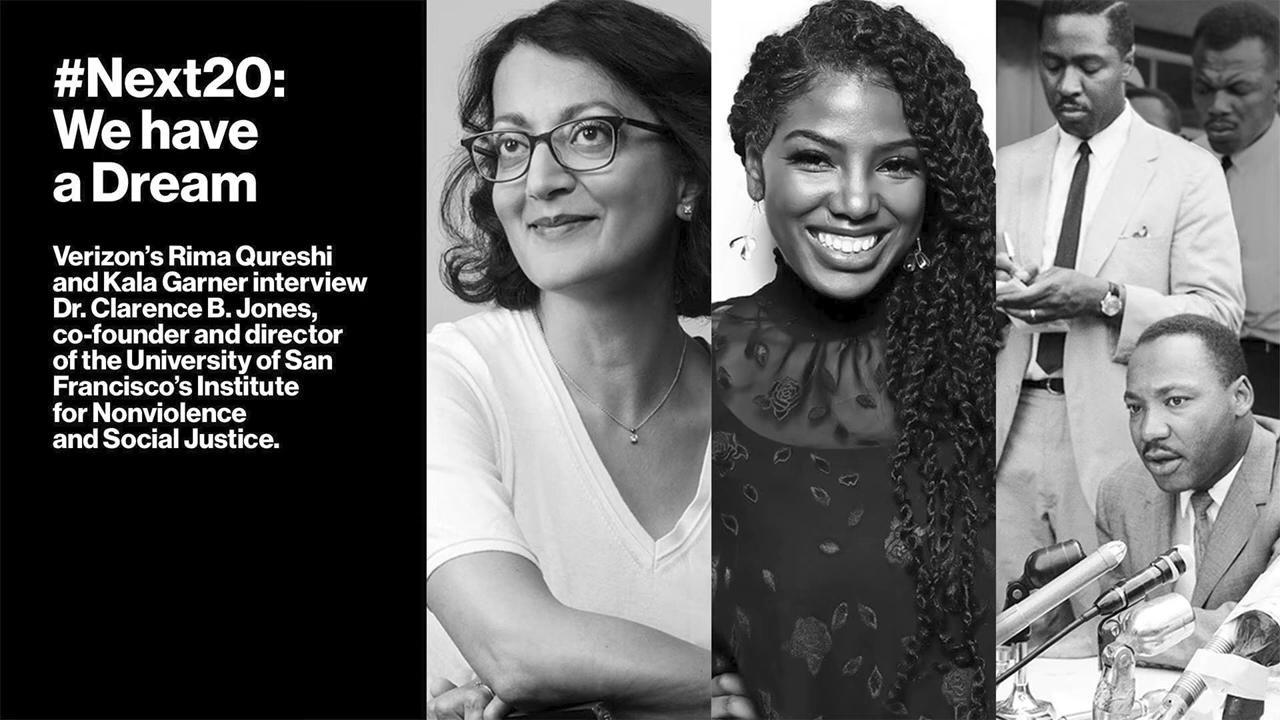 #Next20:
We have
a Dream
Verizon’s Rima Qureshi
and Kala Garner interview
Dr. Clarence B. Jones,
co-founder and director
of the University of San
Francisco’s Institute
for Nonviolence
and Social Justice.